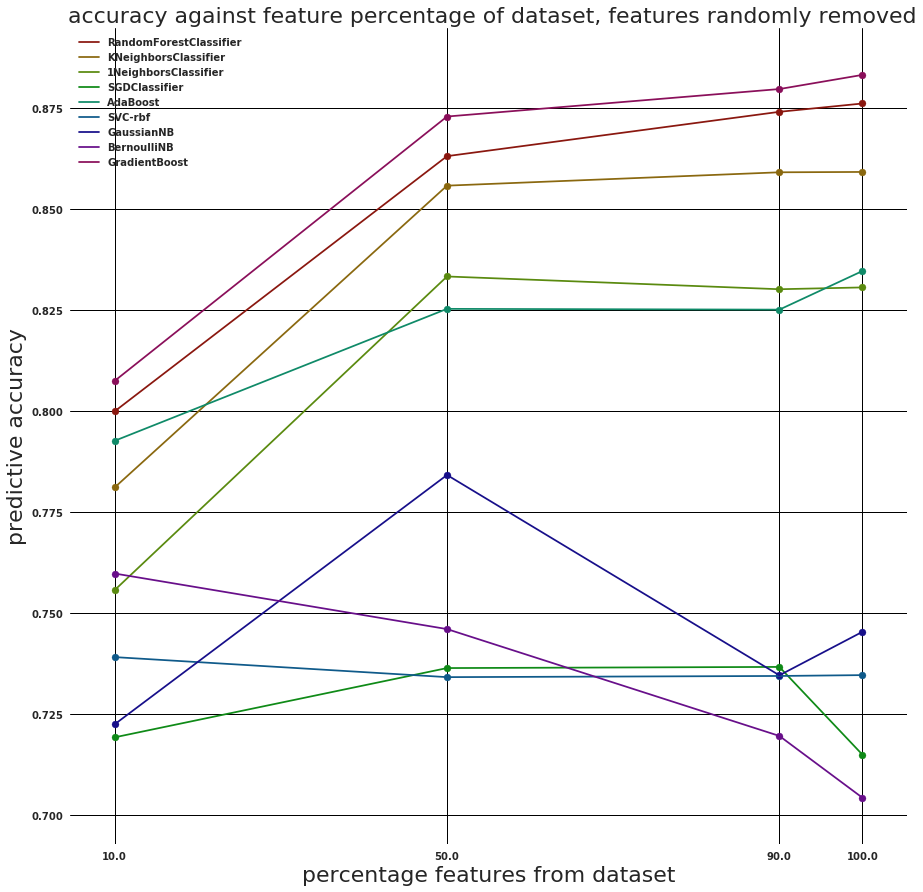 accuracy against feature percentage of dataset, features randomly removed
RandomForestClassifier
KNeighborsClassifier
1NeighborsClassifier
SGDClassifier
AdaBoost
SVC-rbf
GaussianNB
BernoulliNB
GradientBoost
0.875
0.850
0.825
0.800
0.775
0.750
0.725
0.700
predictive accuracy
10.0 50.0 90.0 100.0
percentage features from dataset